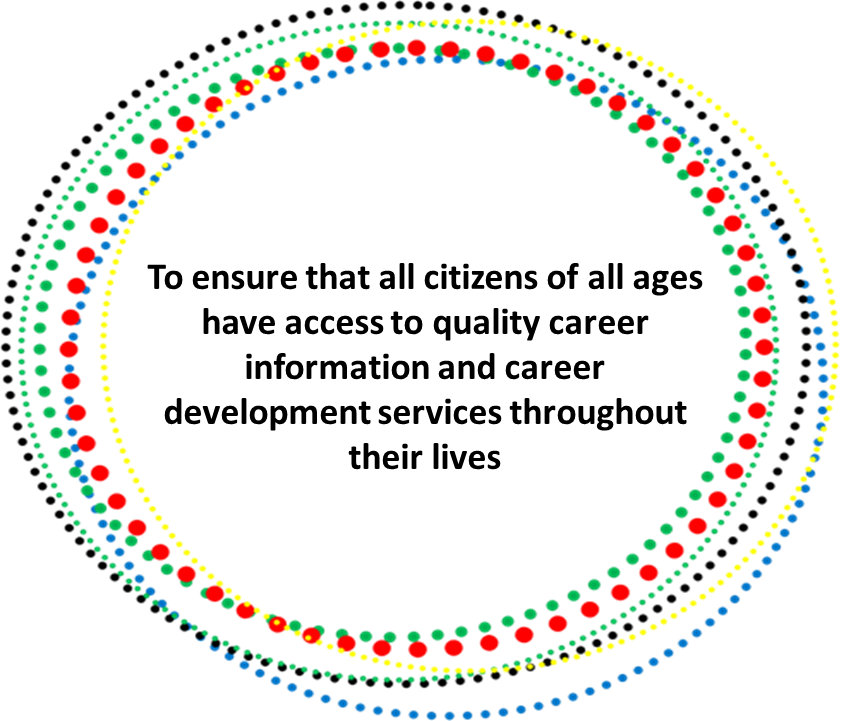 To ensure that all citizens of all ages
have access to quality career
information and career
development services throughout
their lives